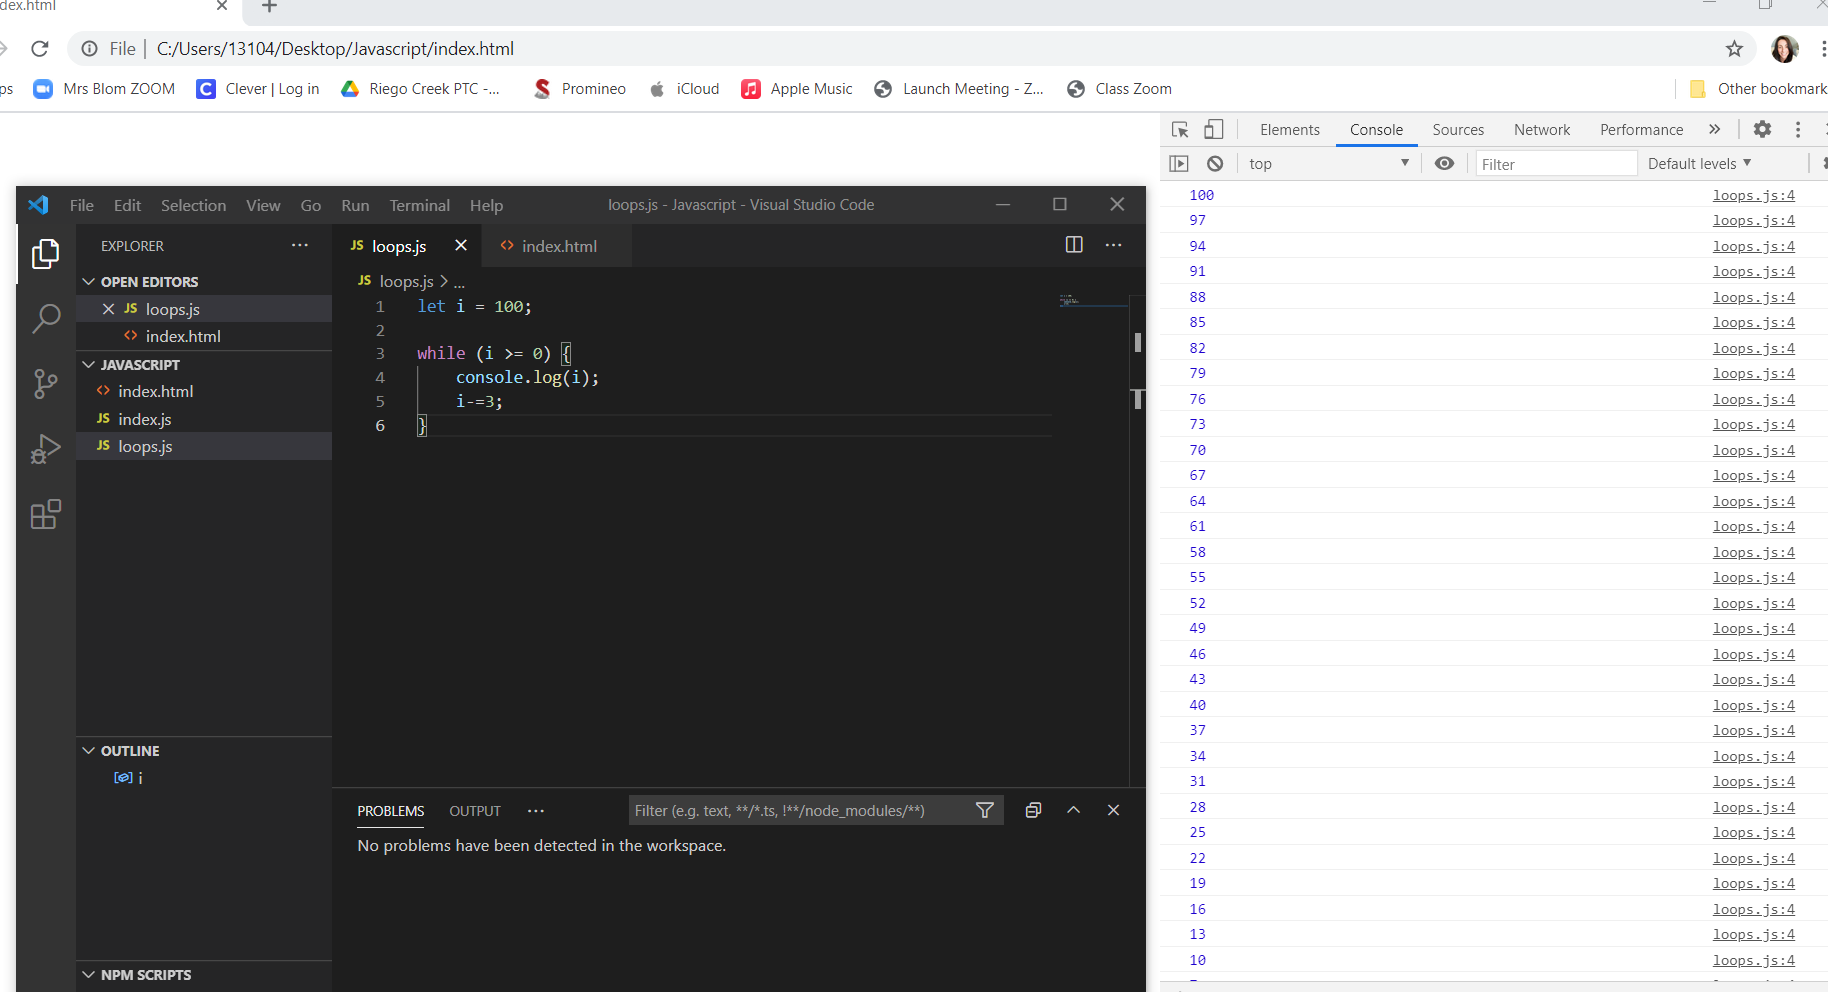 dex.html
File | C:/Users/13104/Desktop/Javascript/index.html
ps Mrs Blom ZOOM Clever | Log in Riego Creek PTC -... Promineo iCloud Apple Music Launch Meeting - Z... Class Zoom Other bookmark
Elements Console Sources Network Performance
top Filter Default levels
File Edit Selection View Go Run Terminal Help loops.js - Javascript - Visual Studio Code
EXPLORER
OPEN EDITORS
JS loops.js
index.html
JAVASCRIPT
index.html
JS index.js
JS loops.js
OUTLINE
i
NPM SCRIPTS
JS loops.js index.html
JS loops.js > ...
1 let i = 100;
2
3 while (i >= 0) {
4 console.log(i);
5 i-=3;
6 }
PROBLEMS OUTPUT ... Filter (e.g. text, **/*.ts, !**/node_modules/**)
No problems have been detected in the workspace.
100 loops.js:4
97 loops.js:4
94 loops.js:4
91 loops.js:4
88 loops.js:4
85 loops.js:4
82 loops.js:4
79 loops.js:4
76 loops.js:4
73 loops.js:4
70 loops.js:4
67 loops.js:4
64 loops.js:4
61 loops.js:4
58 loops.js:4
55 loops.js:4
52 loops.js:4
49 loops.js:4
46 loops.js:4
43 loops.js:4
40 loops.js:4
37 loops.js:4
34 loops.js:4
31 loops.js:4
28 loops.js:4
25 loops.js:4
22 loops.js:4
19 loops.js:4
16 loops.js:4
13 loops.js:4
10 loops.js:4